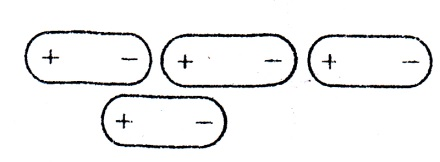 + − + − + −
+ −